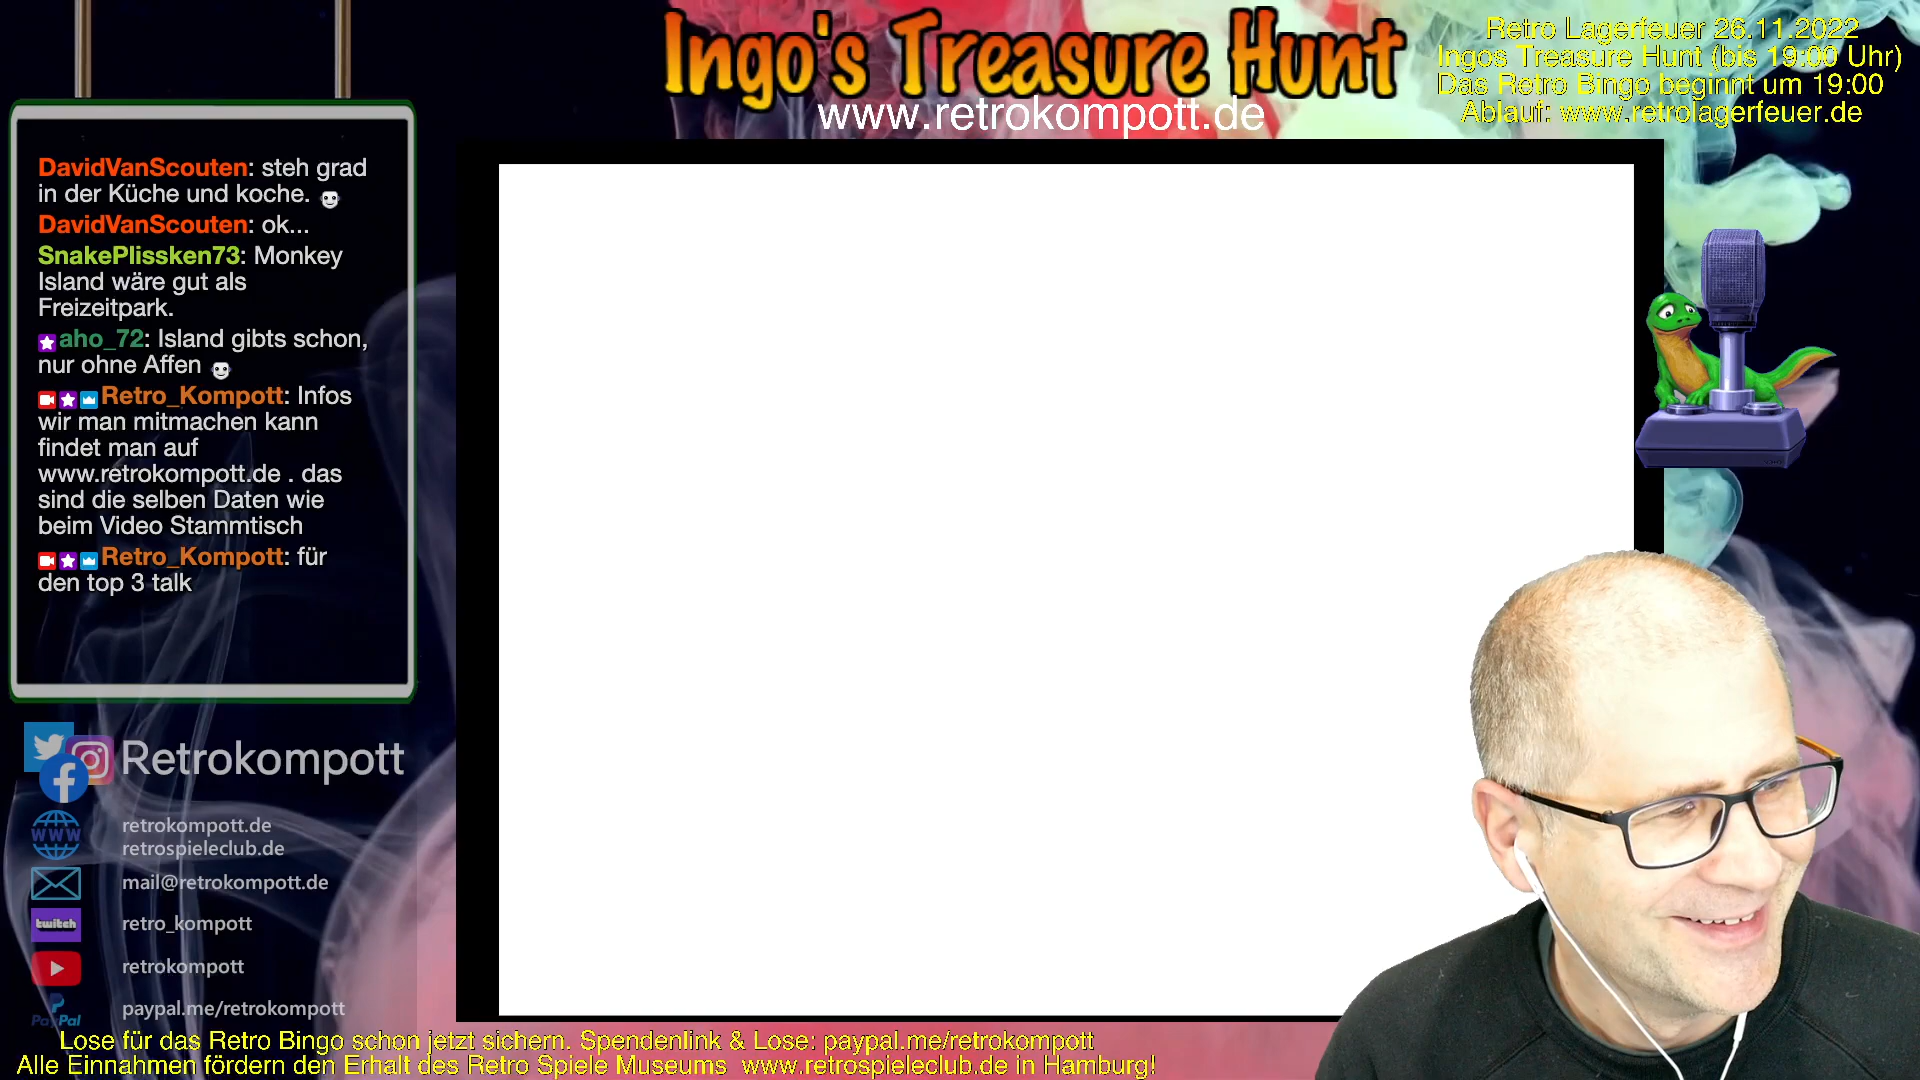 Ingo's Treasure Hunt
www.retrokompott.de
Retro Lagerfeuer 26.11.2022
Ingos Treasure Hunt (bis 19:00 Uhr)
Das Retro Bingo beginnt um 19:00
Ablauf: www.retrolagerfeuer.de
DavidVanScouten: steh grad
in der Küche und koche.
DavidVanScouten: ok...
SnakePlissken73: Monkey
Island wäre gut als
Freizeitpark.
aho_72: Island gibts schon,
nur ohne Affen
Retro_Kompott: Infos
wir man mitmachen kann
findet man auf
www.retrokompott.de . das
sind die selben Daten wie
beim Video Stammtisch
Retro_Kompott: für
den top 3 talk
Retrokompott
WWW
retrokompott.de
retrospieleclub.de
mail@retrokompott.de
twitch
retro_kompott
retrokompott
PayPal
paypal.me/retrokompott
Lose für das Retro Bingo schon jetzt sichern. Spendenlink & Lose: paypal.me/retrokompott
Alle Einnahmen fördern den Erhalt des Retro Spiele Museums www.retrospieleclub.de in Hamburg!